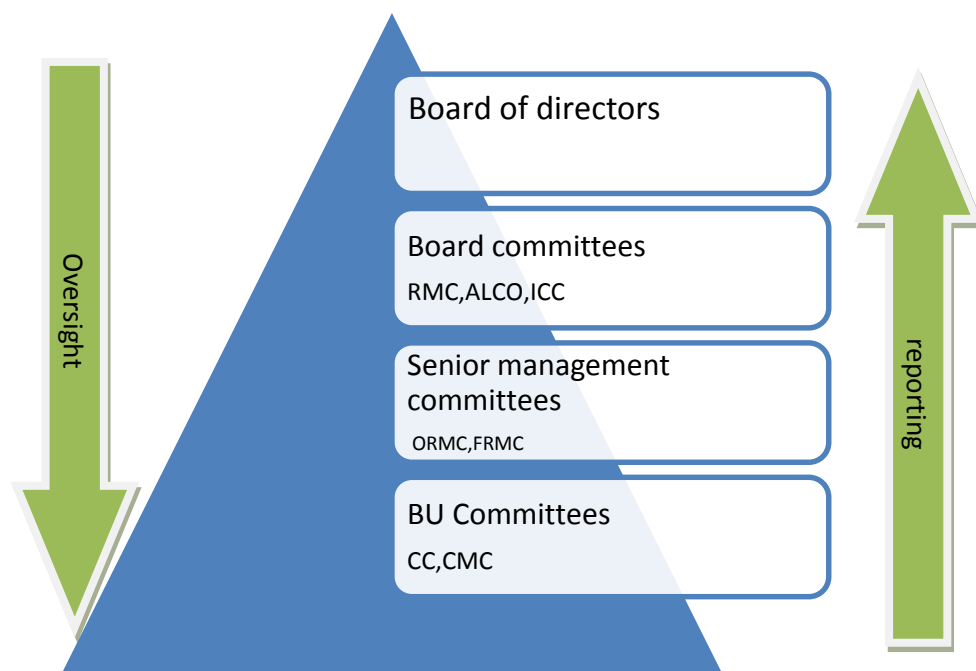 Board of directors
Board committees
RMC,ALCO,ICC
Senior management
committees
ORMC,FRMC
BU Committees
CC,CMC
Oversight
reporting